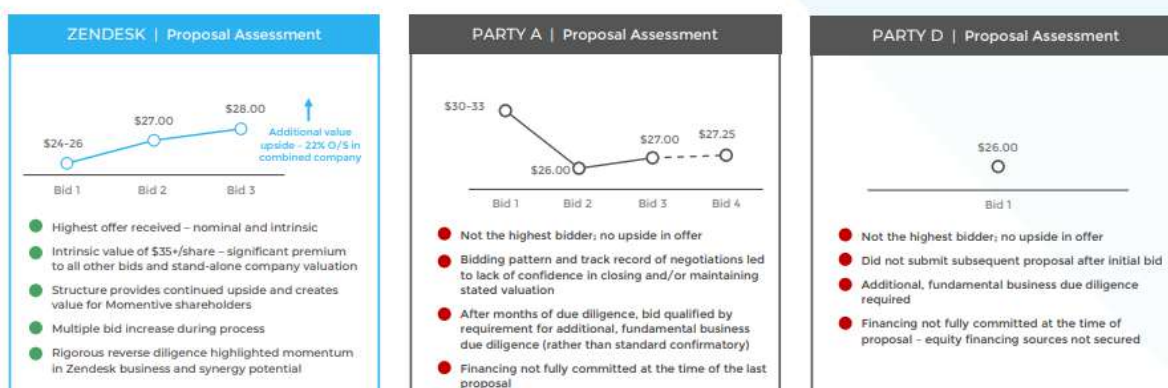 ZENDESK | Proposal Assessment
$24-26
$27.00
$28.00
Additional value
upside – 22% O/S in
combined company
Bid 1
Bid 2
Bid 3
Highest offer received – nominal and intrinsic
Intrinsic value of $35+/share – significant premium
to all other bids and stand-alone company valuation
Structure provides continued upside and creates
value for Momentive shareholders
Multiple bid increase during process
Rigorous reverse diligence highlighted momentum
in Zendesk business and synergy potential
PARTY A | Proposal Assessment
$30-33
$26.00
$27.00
$27.25
Bid 1
Bid 2
Bid 3
Bid 4
Not the highest bidder; no upside in offer
Bidding pattern and track record of negotiations led
to lack of confidence in closing and/or maintaining
stated valuation
After months of due diligence, bid qualified by
requirement for additional, fundamental business
due diligence (rather than standard confirmatory)
Financing not fully committed at the time of the last
proposal
PARTY D | Proposal Assessment
$26.00
Bid 1
Not the highest bidder; no upside in offer
Did not submit subsequent proposal after initial bid
Additional, fundamental business due diligence
required
Financing not fully committed at the time of
proposal – equity financing sources not secured